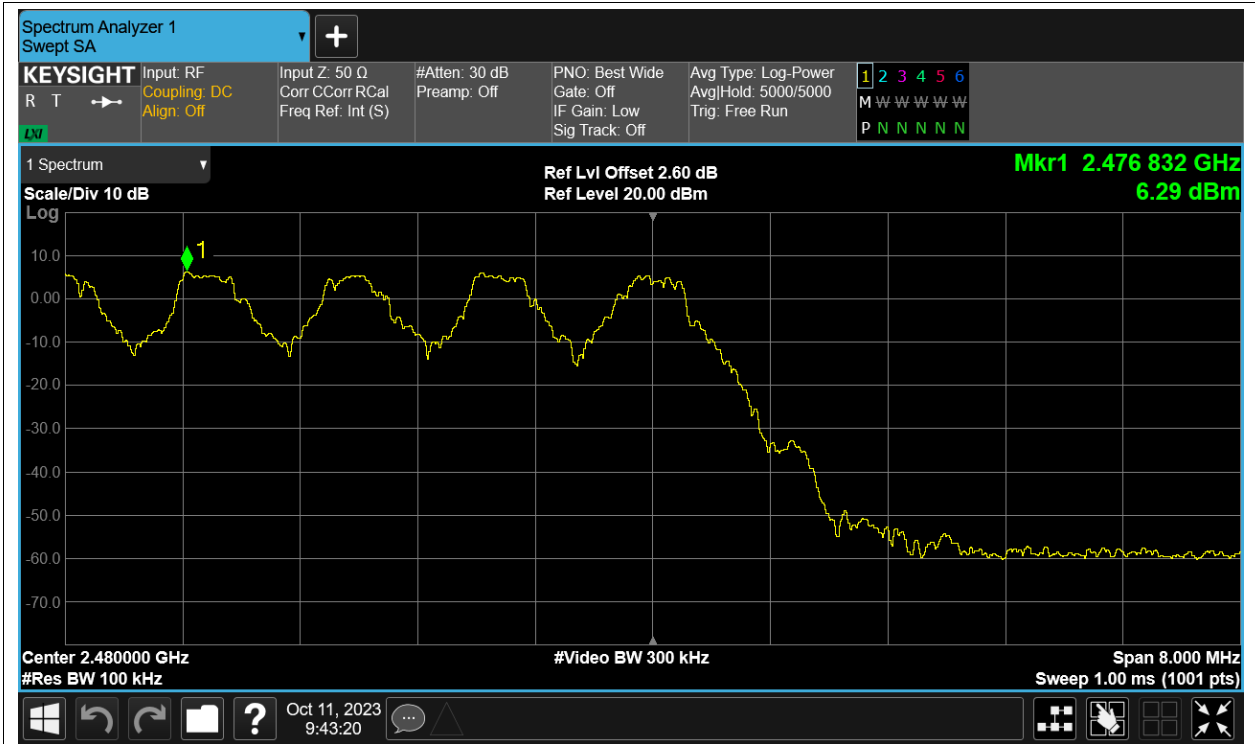 Spectrum Analyzer 1
Swept SA
KEYSIGHT
R T
LXI
Input: RF
Coupling: DC
Align: Off
Input Z: 50 Ω
Corr CCorr RCal
Freq Ref: Int (S)
#Atten: 30 dB
Preamp: Off
PNO: Best Wide
Gate: Off
IF Gain: Low
Sig Track: Off
Avg Type: Log-Power
Avg|Hold: 5000/5000
Trig: Free Run
1 2 3 4 5 6
M W W W W W
P N N N N N
1 Spectrum
Scale/Div 10 dB
Log
Ref Lvl Offset 2.60 dB
Ref Level 20.00 dBm
Mkr1 2.476 832 GHz
6.29 dBm
1
10.0
0.00
-10.0
-20.0
-30.0
-40.0
-50.0
-60.0
-70.0
Center 2.480000 GHz
#Res BW 100 kHz
#Video BW 300 kHz
Span 8.000 MHz
Sweep 1.00 ms (1001 pts)
?
Oct 11, 2023
9:43:20